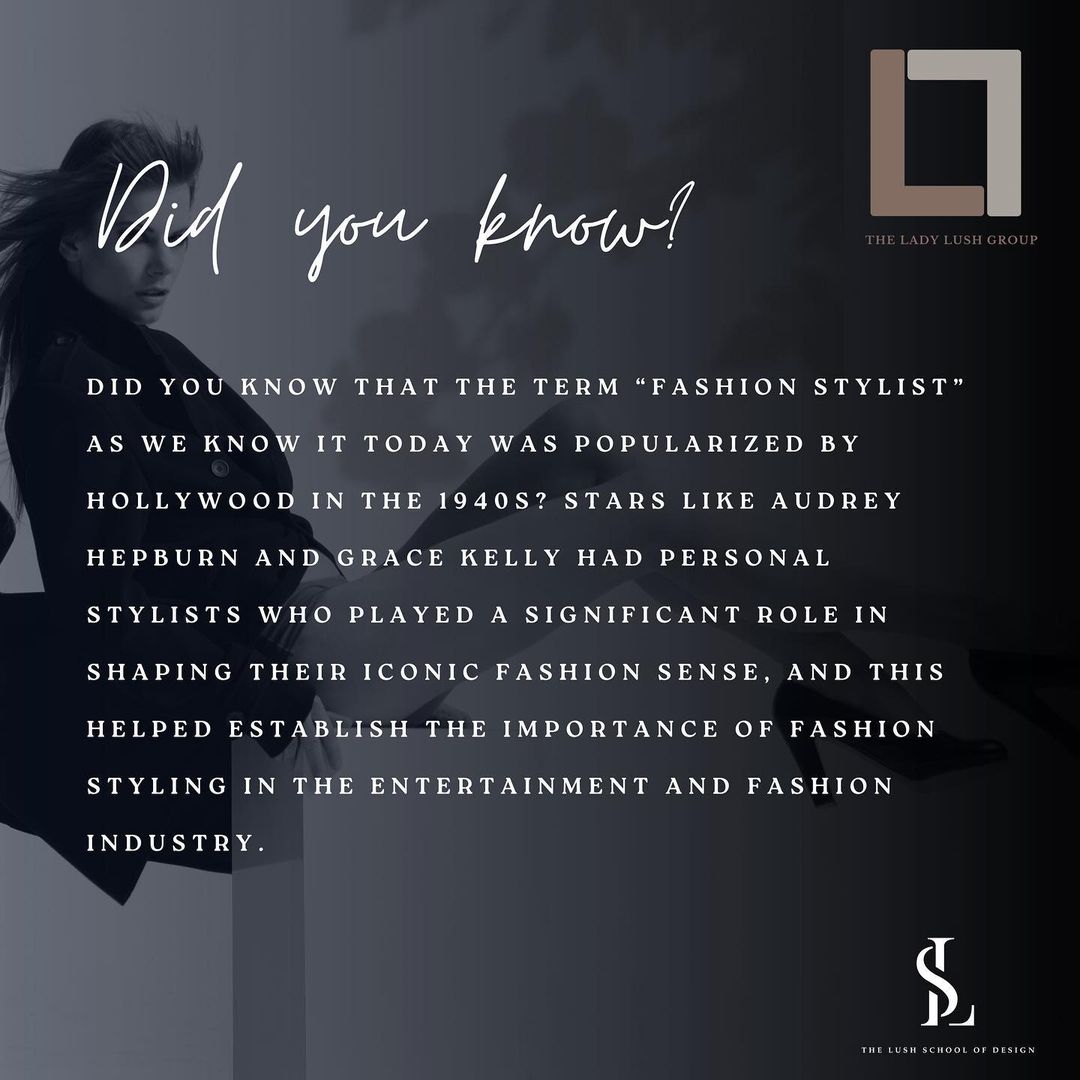 Did you know?
THE LADY LUSH GROUP
DID YOU KNOW THAT THE TERM “FASHION STYLIST”
AS WE KNOW IT TODAY WAS POPULARIZED BY
HOLLYWOOD IN THE 1940S? STARS LIKE AUDREY
HEPBURN AND GRACE KELLY HAD PERSONAL
STYLISTS WHO PLAYED A SIGNIFICANT ROLE IN
SHAPING THEIR ICONIC FASHION SENSE, AND THIS
HELPED ESTABLISH THE IMPORTANCE OF FASHION
STYLING IN THE ENTERTAINMENT AND FASHION
INDUSTRY.
SL
THE LUSH SCHOOL OF DESIGN